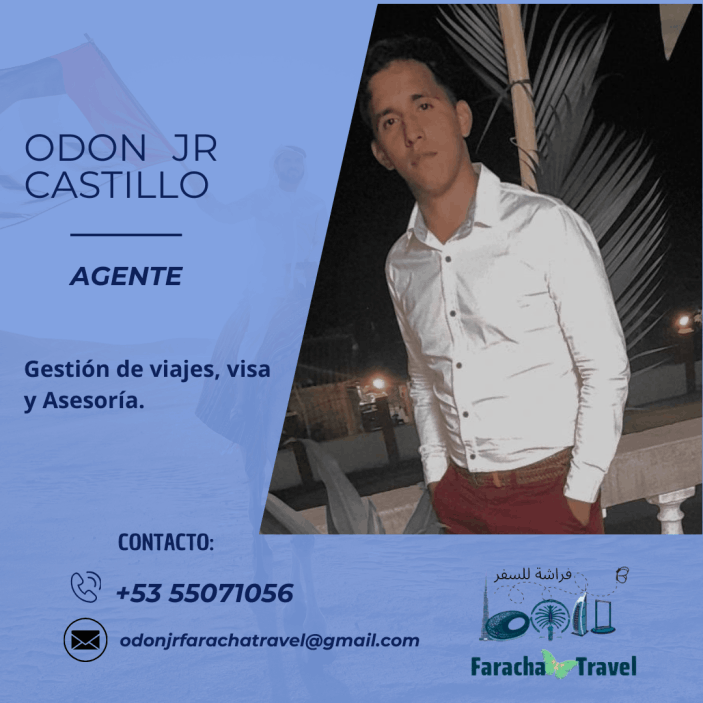 ODON JR
CASTILLO
AGENTE
Gestión de viajes, visa
y Asesoría.
CONTACTO:
+53 55071056
odonjrfarachatravel@gmail.com
فراشة للسفر
Faracha Travel